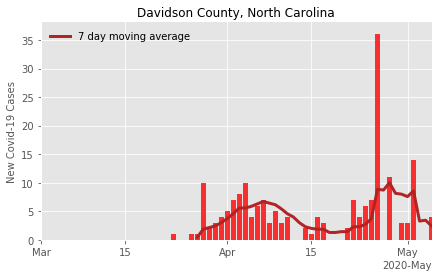 Davidson County, North Carolina
7 day moving average
New Covid-19 Cases
35
30
25
20
15
10
5
0
Mar 15 Apr 15 May
2020-May